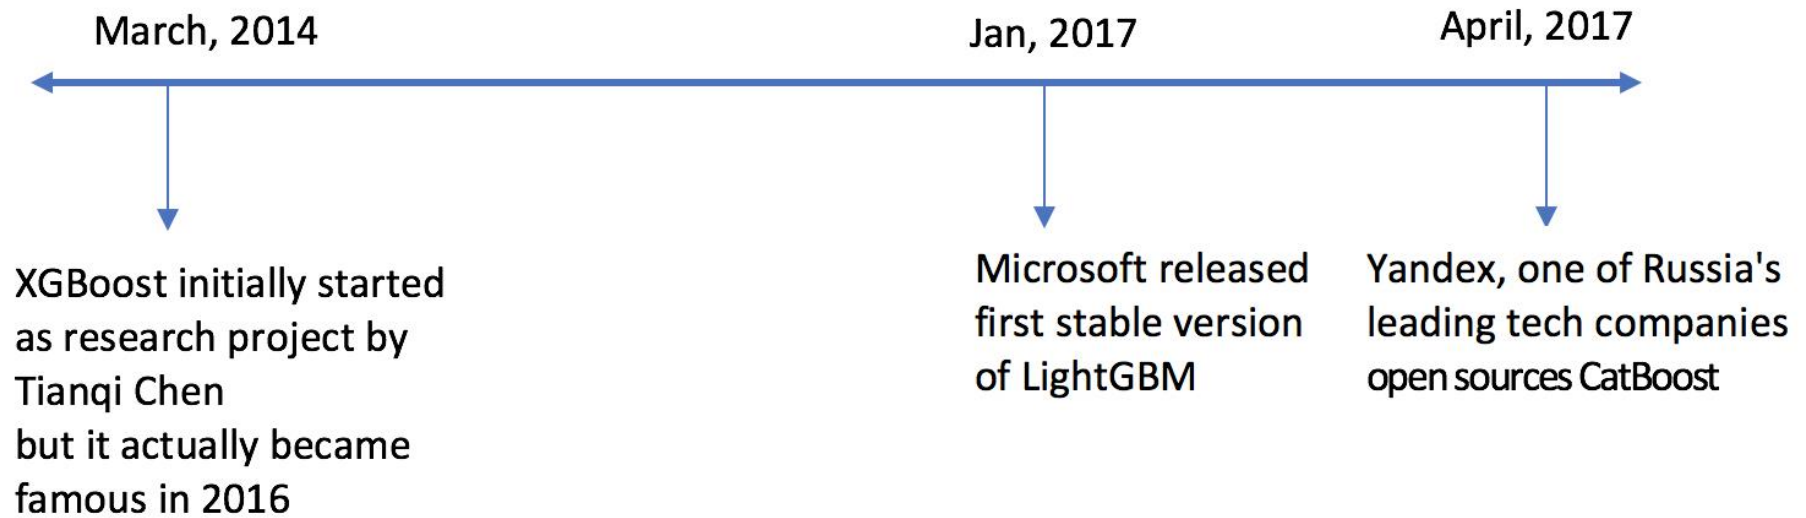 March, 2014
Jan, 2017
April, 2017
XGBoost initially started
as research project by
Tianqi Chen
but it actually became
famous in 2016
Microsoft released
first stable version
of LightGBM
Yandex, one of Russia's
leading tech companies
open sources CatBoost